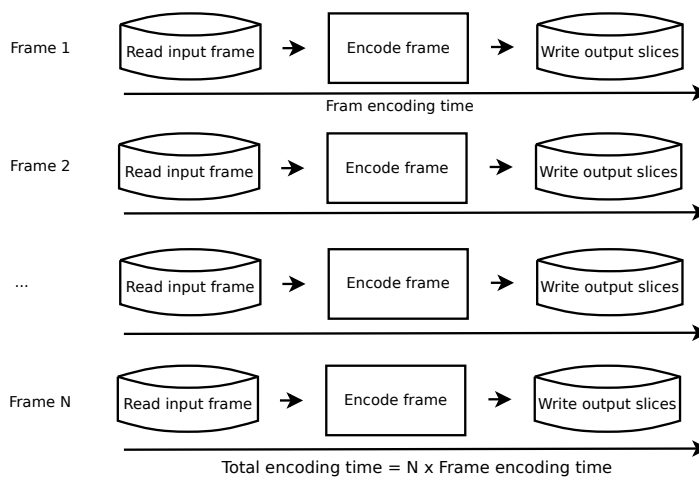 Frame 1
Read input frame
Encode frame
Write output slices
Fram encoding time
Frame 2
Read input frame
Encode frame
Write output slices
...
Read input frame
Encode frame
Write output slices
Frame N
Read input frame
Encode frame
Write output slices
Total encoding time = N x Frame encoding time